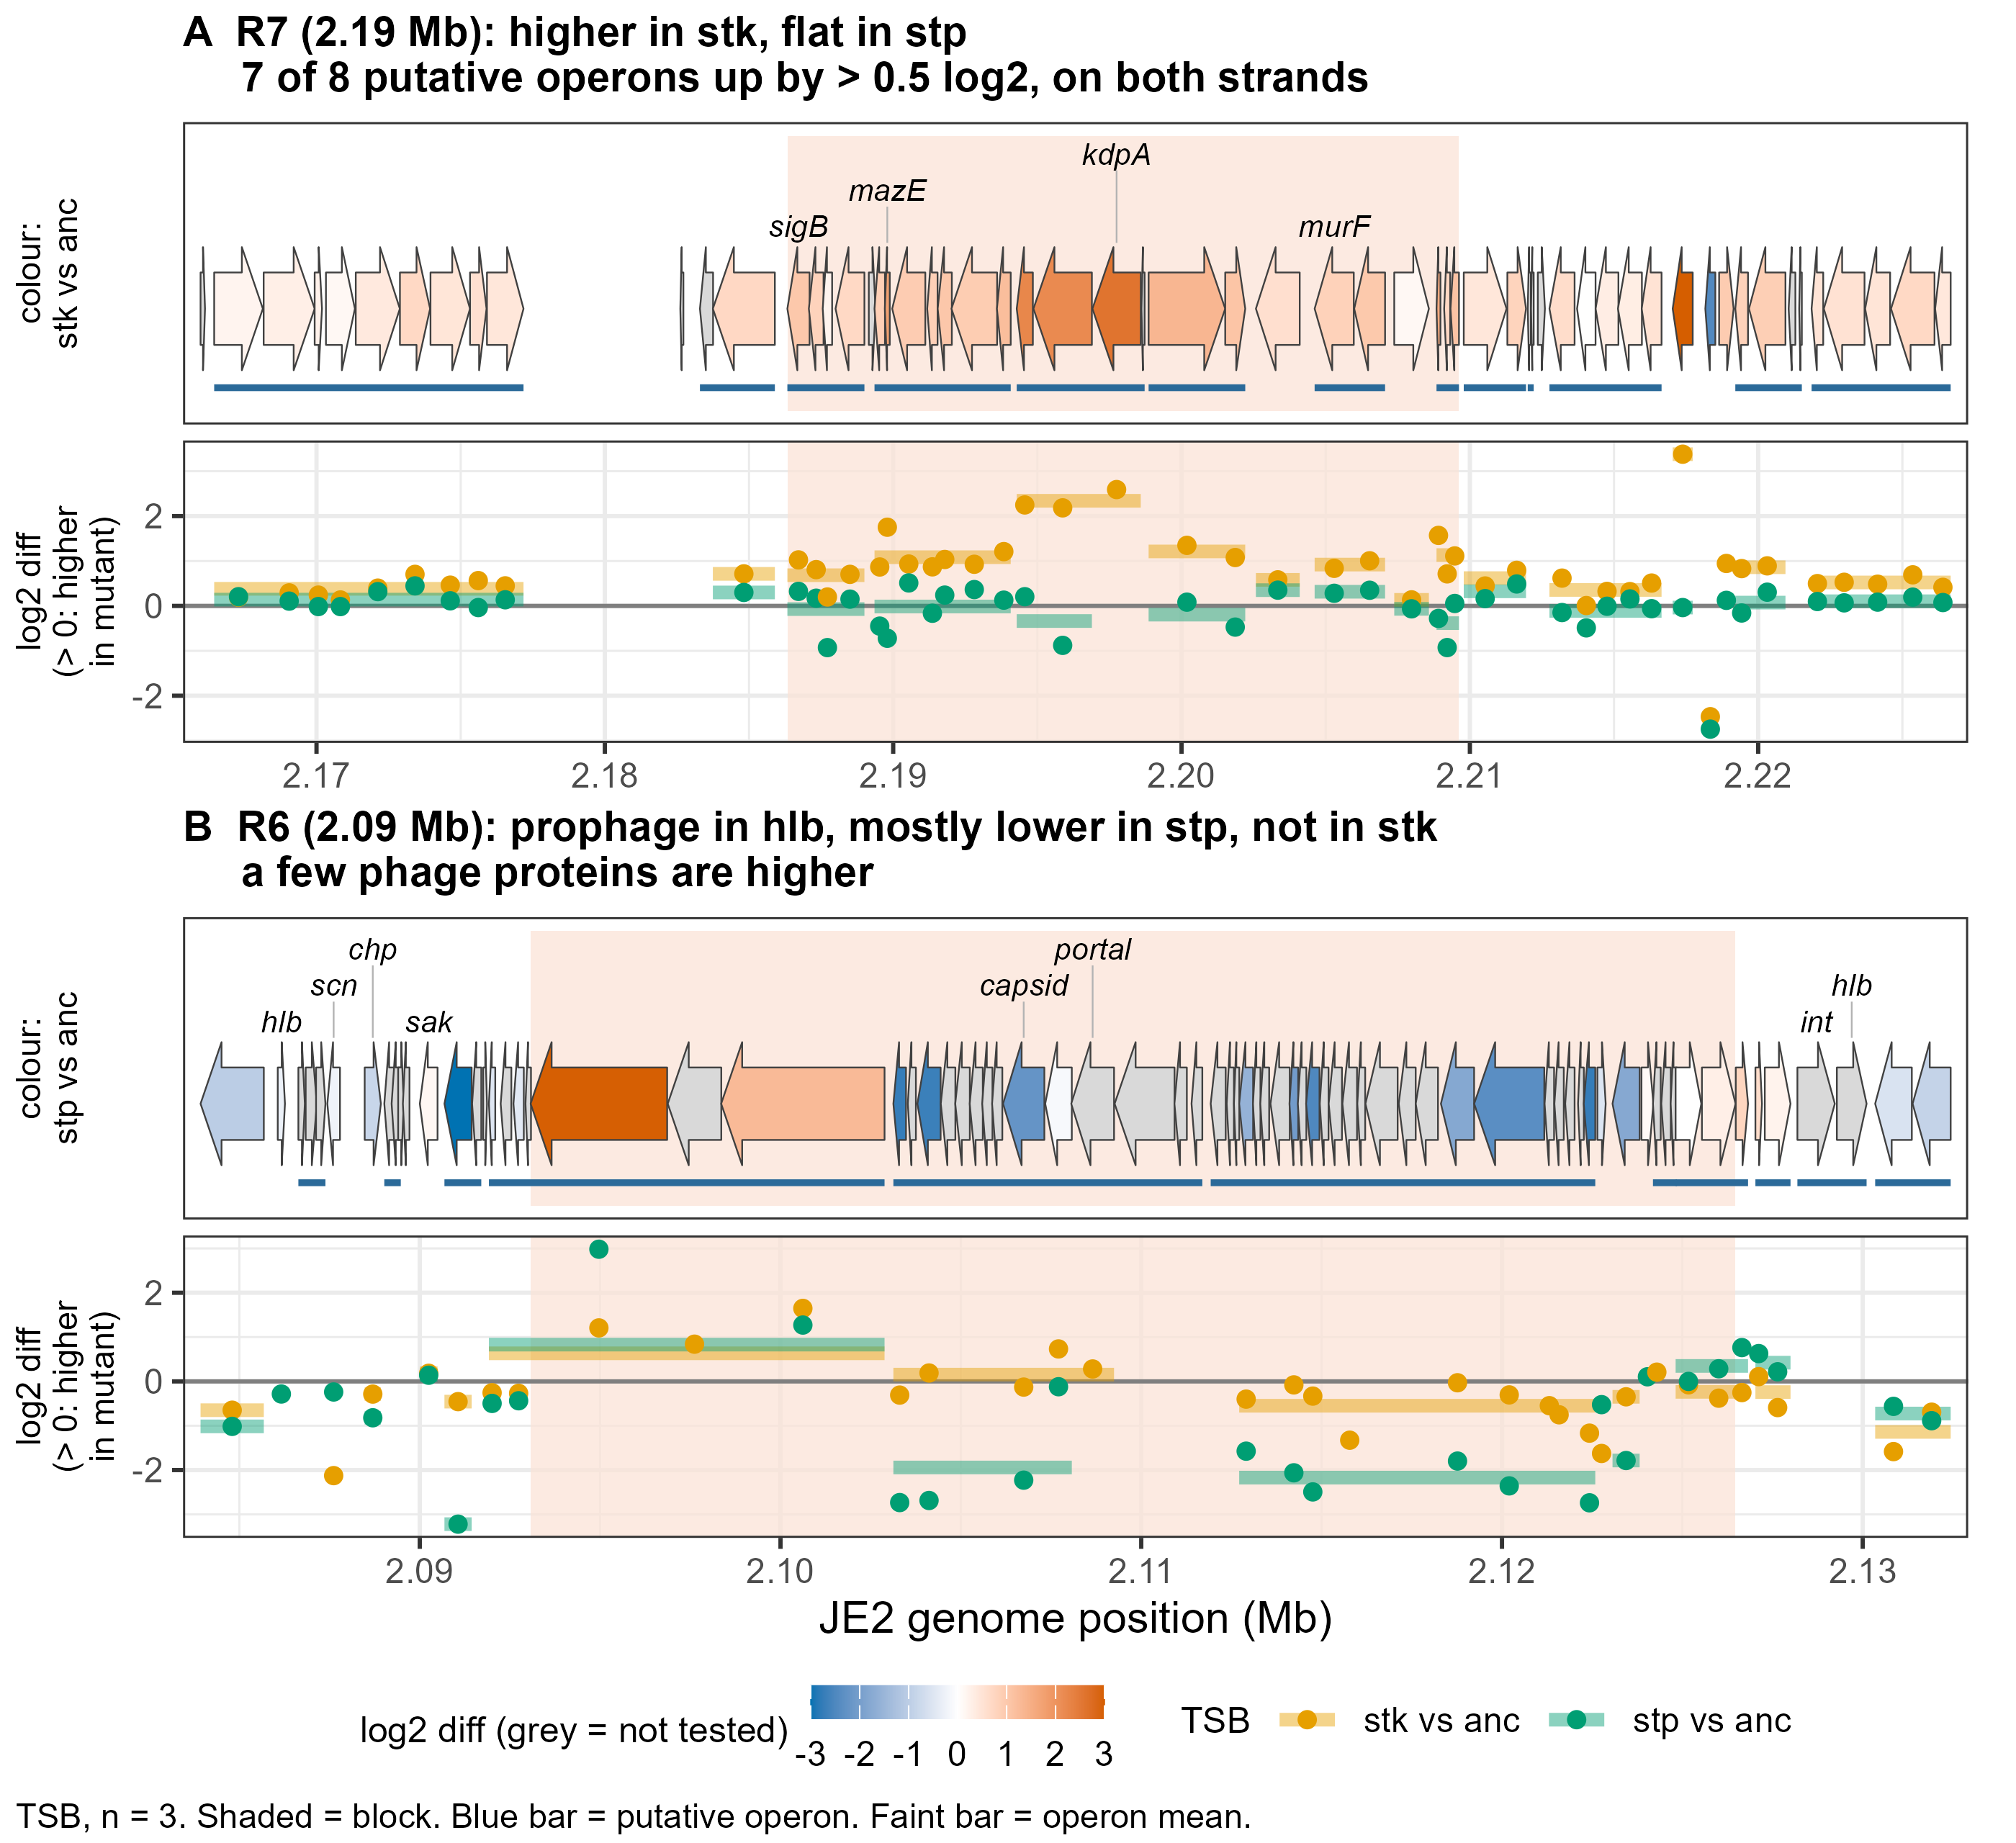 A R7 (2.19 Mb): higher in stk, flat in stp
7 of 8 putative operons up by > 0.5 log2, on both strands
colour:
stk vs anc
kdpA
mazE
sigB
murF
log2 diff
(> 0: higher
in mutant)
2
0
-2
2.17
2.18
2.19
2.20
2.21
2.22
B R6 (2.09 Mb): prophage in hlb, mostly lower in stp, not in stk
a few phage proteins are higher
colour:
stp vs anc
chp
portal
scn
capsid
hlb
hlb
sak
int
log2 diff
(> 0: higher
in mutant)
2
0
-2
2.09
2.10
2.11
2.12
2.13
JE2 genome position (Mb)
log2 diff (grey = not tested)
-3
-2
-1
0
1
2
3
TSB
stk vs anc
stp vs anc
TSB, n = 3. Shaded = block. Blue bar = putative operon. Faint bar = operon mean.